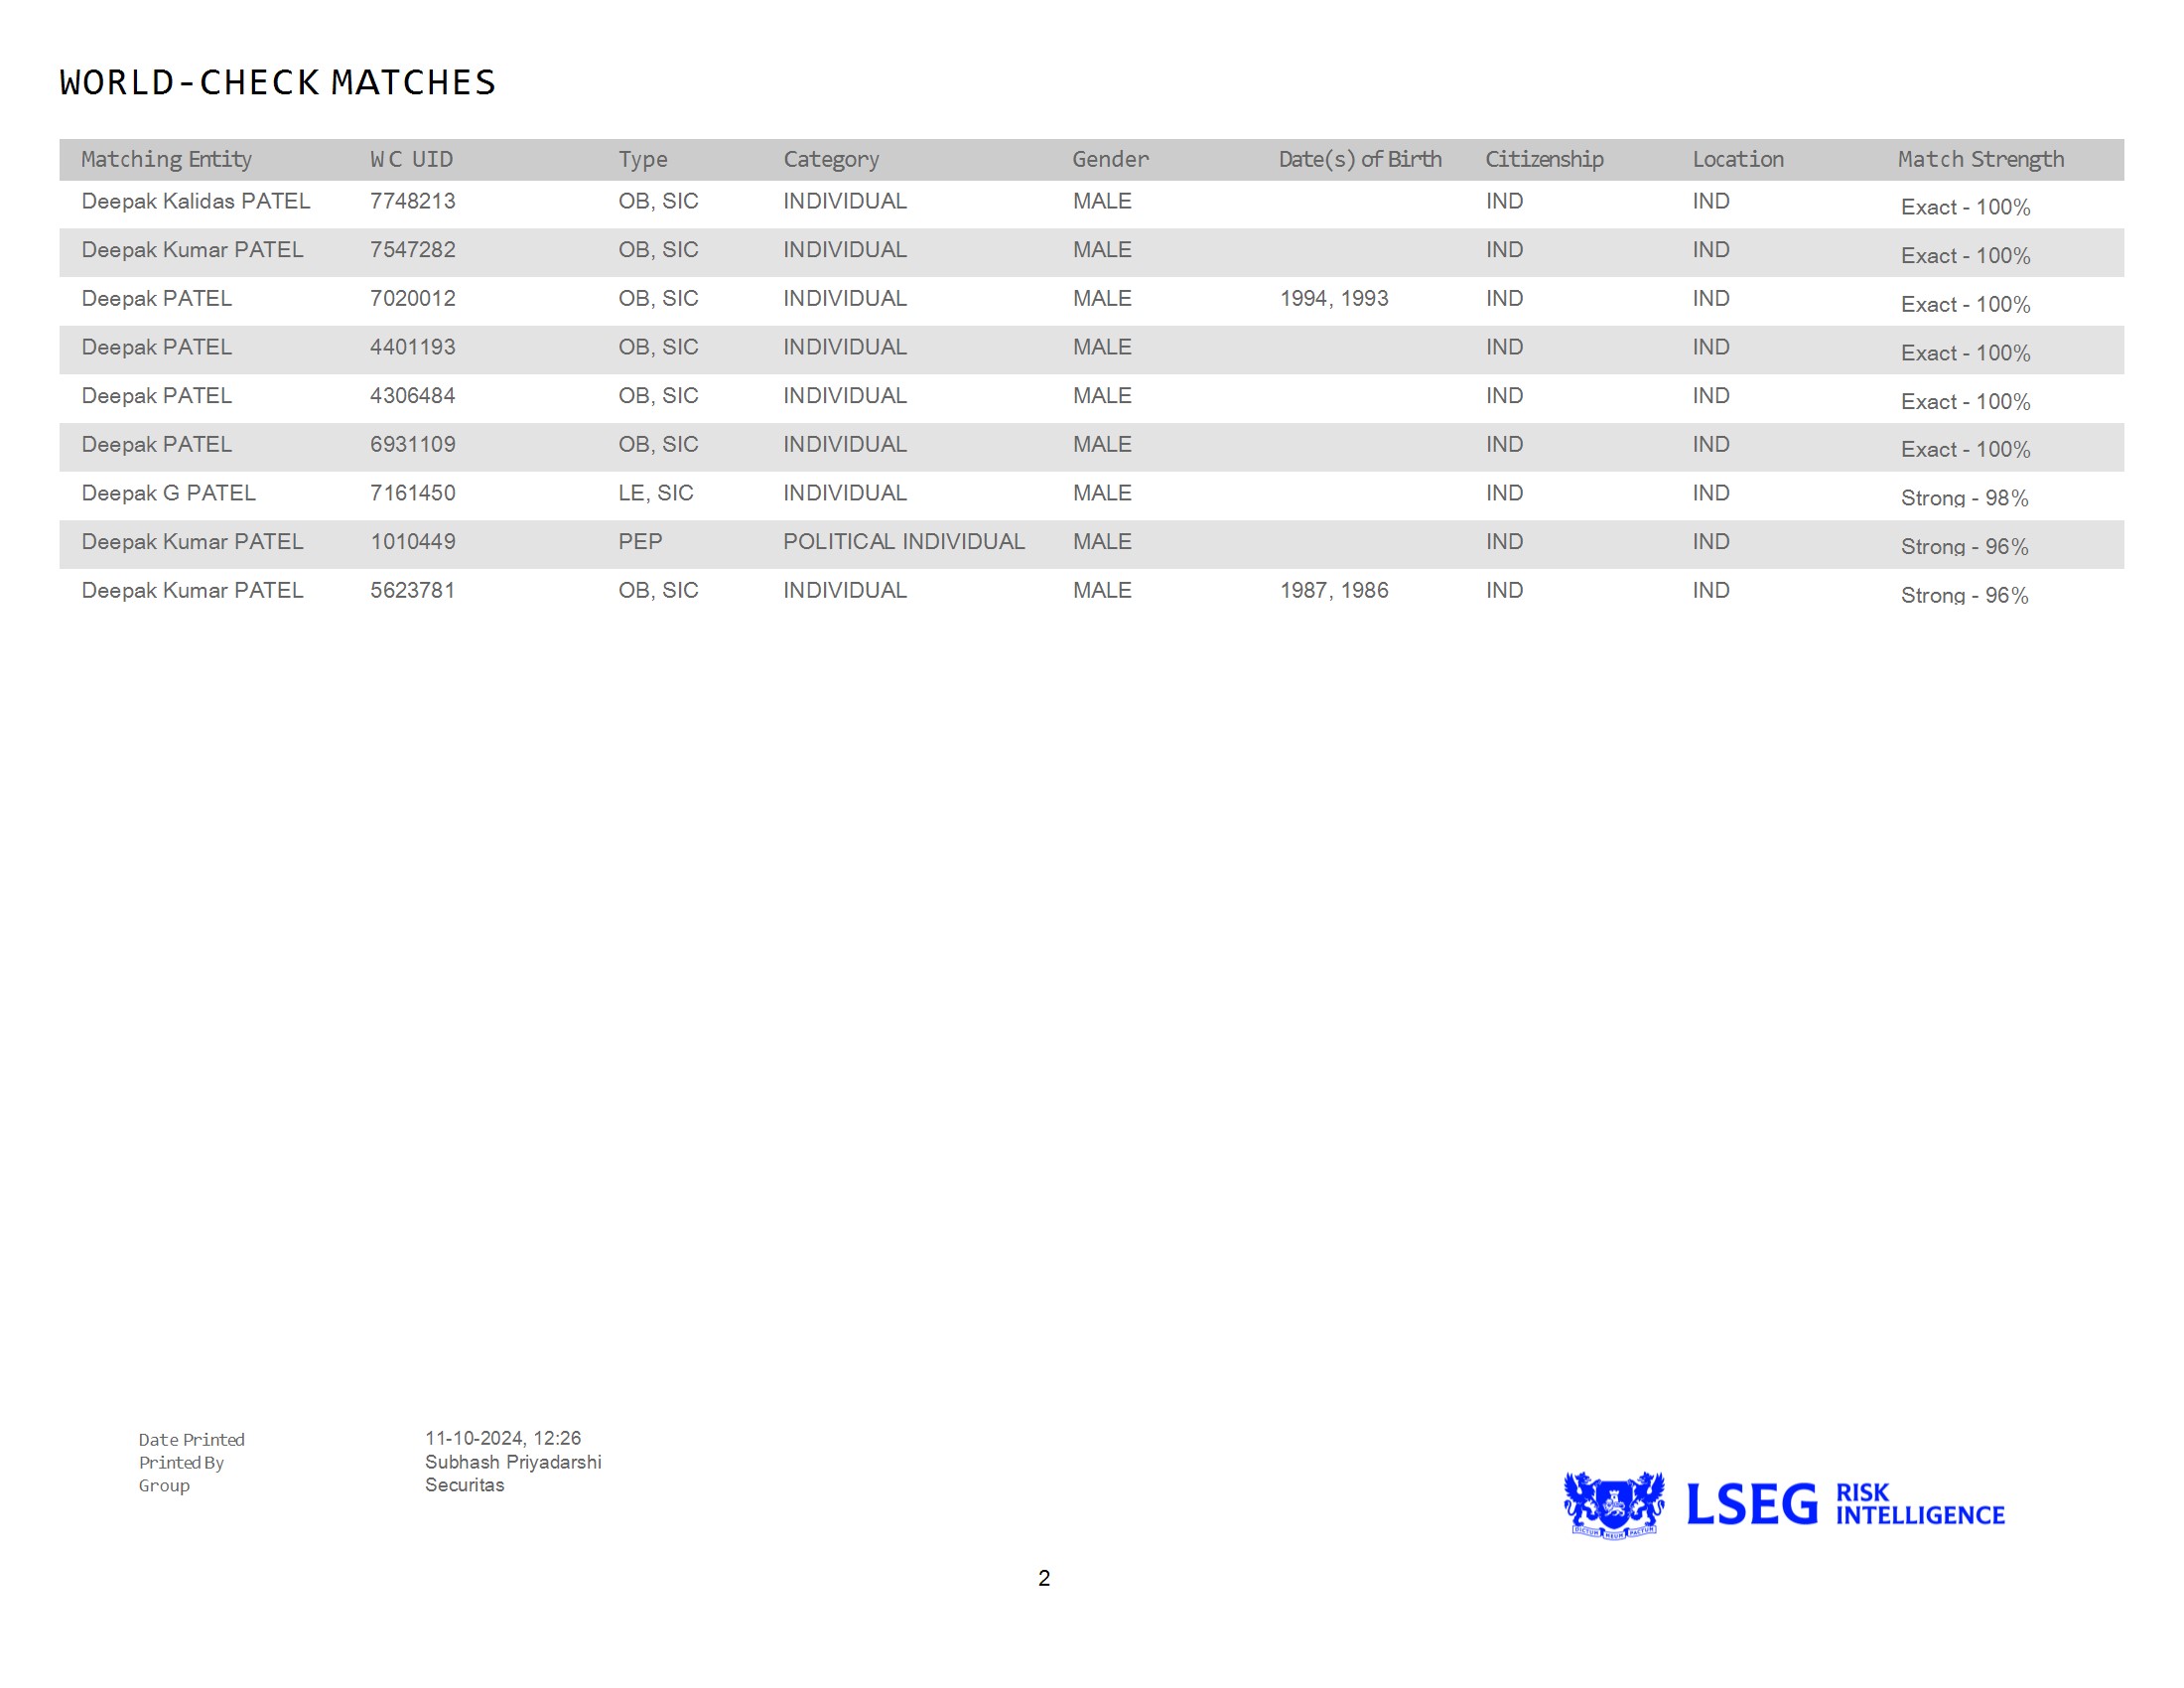 WORLD-CHECK MATCHES
Matching Entity WC UID Type Category Gender Date(s) of Birth Citizenship Location Match Strength
Deepak Kalidas PATEL 7748213 OB, SIC INDIVIDUAL MALE IND IND Exact - 100%
Deepak Kumar PATEL 7547282 OB, SIC INDIVIDUAL MALE IND IND Exact - 100%
Deepak PATEL 7020012 OB, SIC INDIVIDUAL MALE 1994, 1993 IND IND Exact - 100%
Deepak PATEL 4401193 OB, SIC INDIVIDUAL MALE IND IND Exact - 100%
Deepak PATEL 4306484 OB, SIC INDIVIDUAL MALE IND IND Exact - 100%
Deepak PATEL 6931109 OB, SIC INDIVIDUAL MALE IND IND Exact - 100%
Deepak G PATEL 7161450 LE, SIC INDIVIDUAL MALE IND IND Strong - 98%
Deepak Kumar PATEL 1010449 PEP POLITICAL INDIVIDUAL MALE IND IND Strong - 96%
Deepak Kumar PATEL 5623781 OB, SIC INDIVIDUAL MALE 1987, 1986 IND IND Strong - 96%
Date Printed 11-10-2024, 12:26
Printed By Subhash Priyadarshi
Group Securitas
DICTUM MEUM PACTUM
LSEG RISK
INTELLIGENCE
2